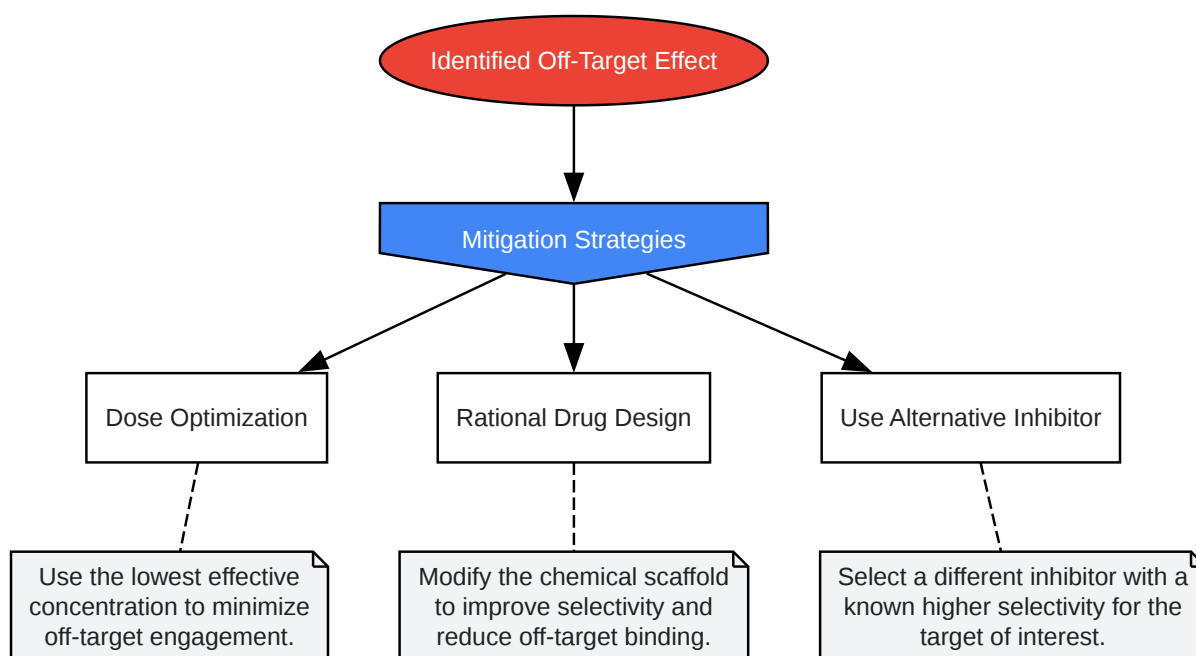 Identified Off-Target Effect
Mitigation Strategies
Dose Optimization
Rational Drug Design
Use Alternative Inhibitor
Use the lowest effective
concentration to minimize
off-target engagement.
Modify the chemical scaffold
to improve selectivity and
reduce off-target binding.
Select a different inhibitor with a
known higher selectivity for the
target of interest.